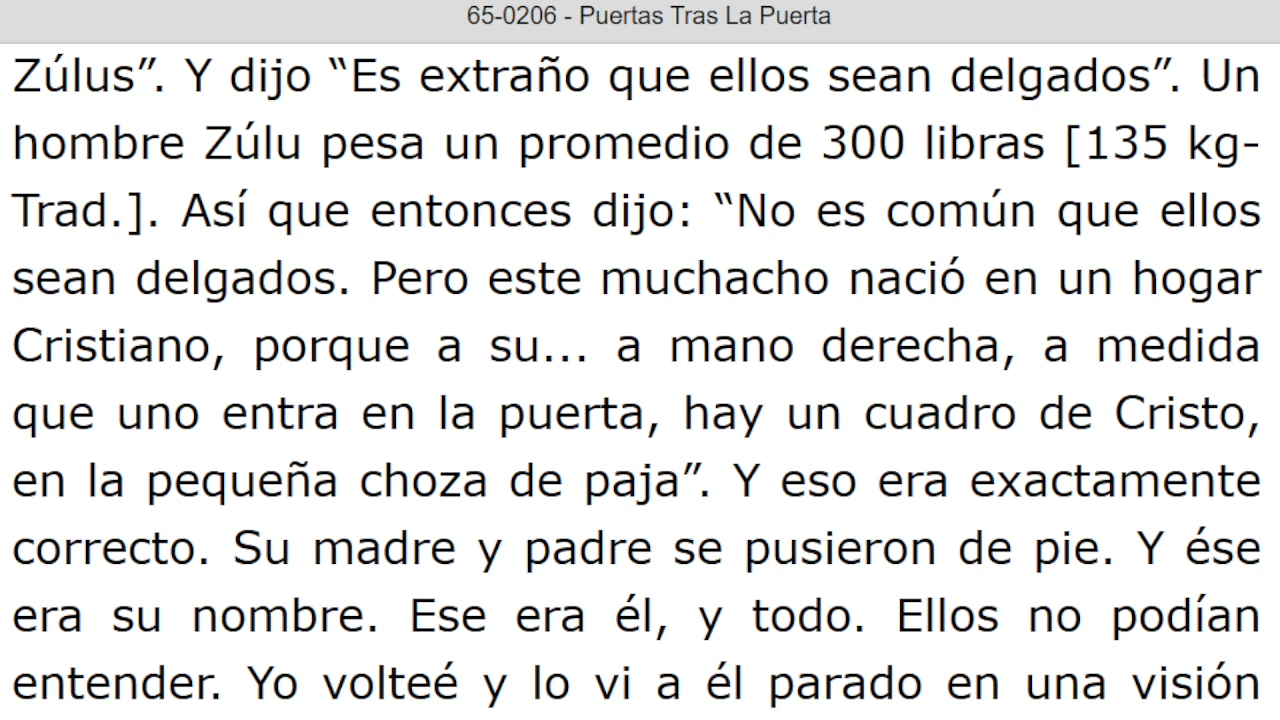 65-0206 - Puertas Tras La Puerta
Zúlus”. Y dijo “Es extraño que ellos sean delgados”. Un
hombre Zúlu pesa un promedio de 300 libras [135 kg-
Trad.]. Así que entonces dijo: “No es común que ellos
sean delgados. Pero este muchacho nació en un hogar
Cristiano, porque a su... a mano derecha, a medida
que uno entra en la puerta, hay un cuadro de Cristo,
en la pequeña choza de paja”. Y eso era exactamente
correcto. Su madre y padre se pusieron de pie. Y ése
era su nombre. Ese era él, y todo. Ellos no podían
entender. Yo volteé y lo vi a él parado en una visión